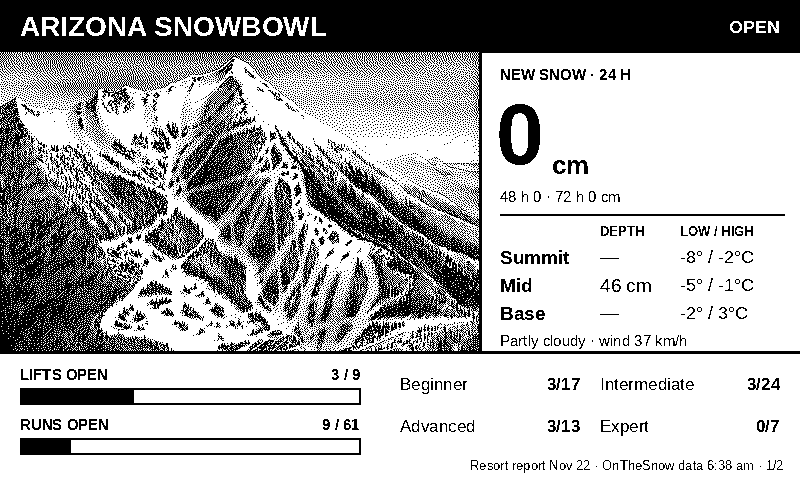 ARIZONA SNOWBOWL OPEN
NEW SNOW · 24 H
0 cm
48 h 0 · 72 h 0 cm
DEPTH LOW / HIGH
Summit — -8° / -2°C
Mid 46 cm -5° / -1°C
Base — -2° / 3°C
Partly cloudy · wind 37 km/h
LIFTS OPEN 3 / 9
RUNS OPEN 9 / 61
Beginner 3/17 Intermediate 3/24
Advanced 3/13 Expert 0/7
Resort report Nov 22 · OnTheSnow data 6:38 am · 1/2